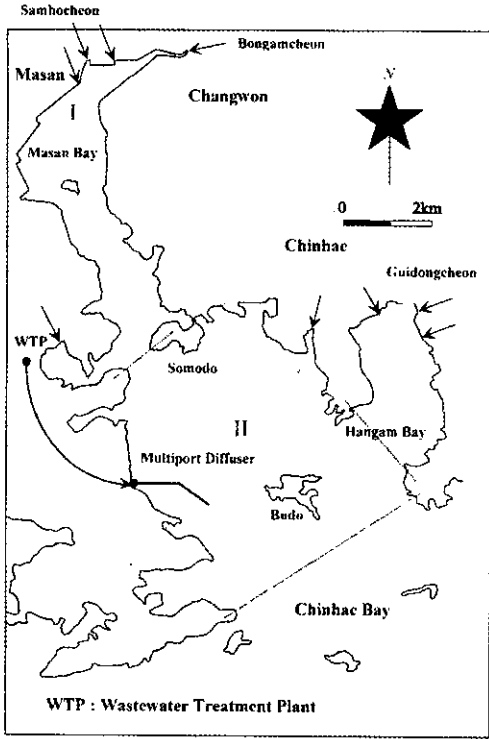 Samhocheon
Bongamcheon
Masan
Changwon
N
I
Masan Bay
0 2km
Chinhae
Guidongcheon
WTP
Somodo
II
Hangam Bay
Multiport Diffuser
Budo
Chinhae Bay
WTP : Wastewater Treatment Plant